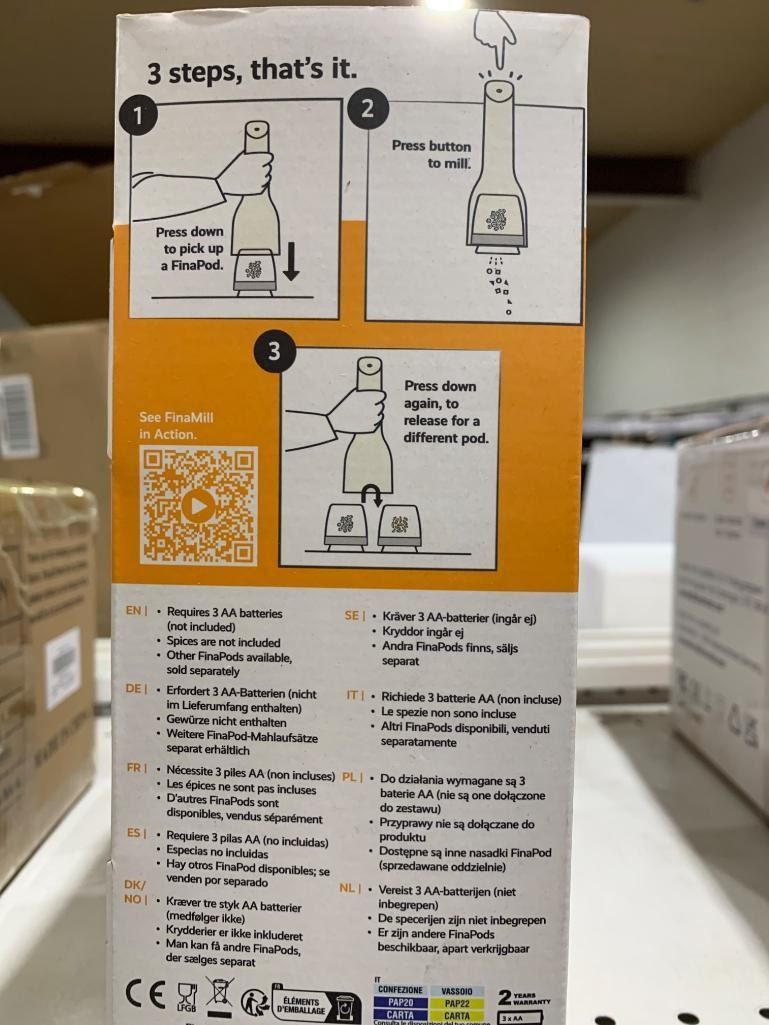 3 steps, that's it.
1
Press down
to pick up
a FinaPod.
2
Press button
to mill.
3
Press down
again, to
release for a
different pod.
See FinaMill
in Action.
EN | • Requires 3 AA batteries
(not included)
• Spices are not included
• Other FinaPods available,
sold separately
DE | • Erfordert 3 AA-Batterien (nicht
im Lieferumfang enthalten)
• Gewürze nicht enthalten
• Weitere FinaPod-Mahlaufsätze
separat erhältlich
FR | • Nécessite 3 piles AA (non incluses)
• Les épices ne sont pas incluses
• D'autres FinaPods sont
disponibles, vendus séparément
ES | • Requiere 3 pilas AA (no incluidas)
• Especias no incluidas
• Hay otros FinaPod disponibles; se
venden por separado
DK/
NO | • Kræver tre styk AA batterier
(medfølger ikke)
• Krydderier er ikke inkluderet
• Man kan få andre FinaPods,
der sælges separat
SE | • Kräver 3 AA-batterier (ingår ej)
• Kryddor ingår ej
• Andra FinaPods finns, säljs
separat
IT | • Richiede 3 batterie AA (non incluse)
• Le spezie non sono incluse
• Altri FinaPods disponibili, venduti
separatamente
PL | • Do działania wymagane są 3
baterie AA (nie są one dołączone
do zestawu)
• Przyprawy nie są dołączane do
produktu
• Dostępne są inne nasadki FinaPod
(sprzedawane oddzielnie)
NL | • Vereist 3 AA-batterijen (niet
inbegrepen)
• De specerijen zijn niet inbegrepen
• Er zijn andere FinaPods
beschikbaar, apart verkrijgbaar
CE
LFGB
FR
ÉLÉMENTS
D'EMBALLAGE
IT
CONFEZIONE VASSOIO
PAP20 PAP22
CARTA CARTA
Consulta le disposizioni del tuo comune
2 YEARS
WARRANTY
3 x AA